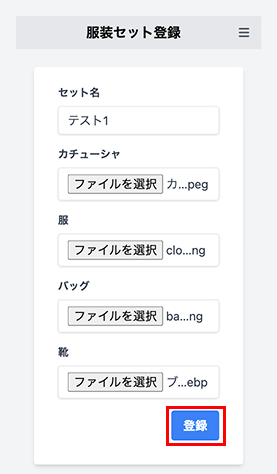 服装セット登録
セット名
テスト1
カチューシャ
ファイルを選択 カ...peg
服
ファイルを選択 clo...ng
バッグ
ファイルを選択 ba...ng
靴
ファイルを選択 ブ...ebp
登録